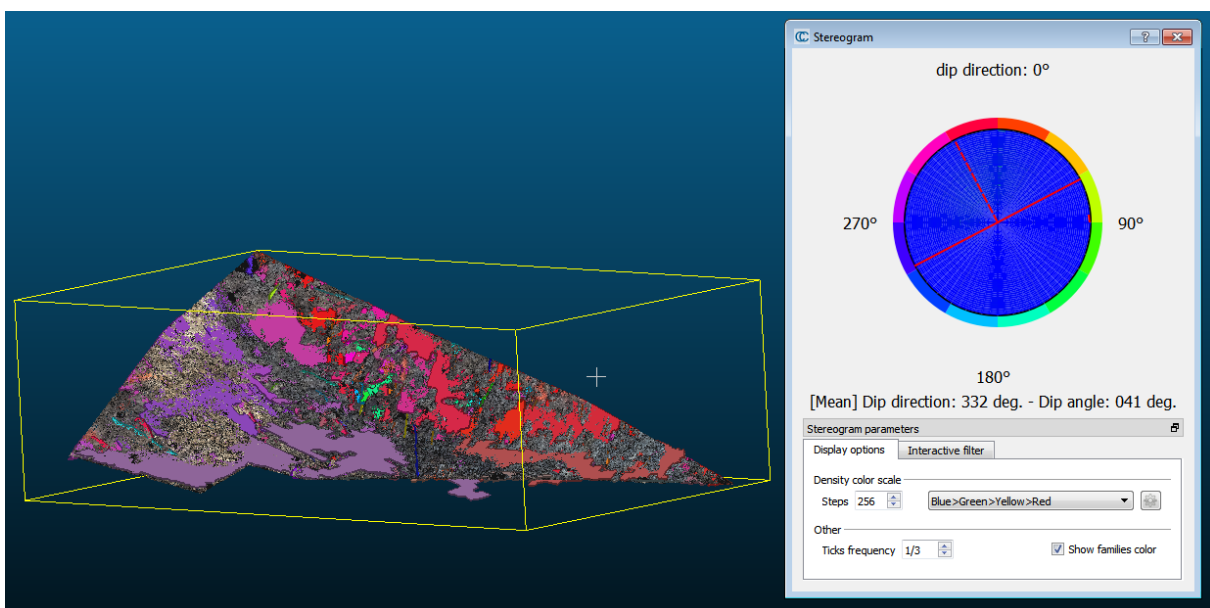 Stereogram
dip direction: 0°
270°
90°
180°
[Mean] Dip direction: 332 deg. - Dip angle: 041 deg.
Stereogram parameters
Display options Interactive filter
Density color scale
Steps 256 Blue>Green>Yellow>Red
Other
Ticks frequency 1/3 Show families color